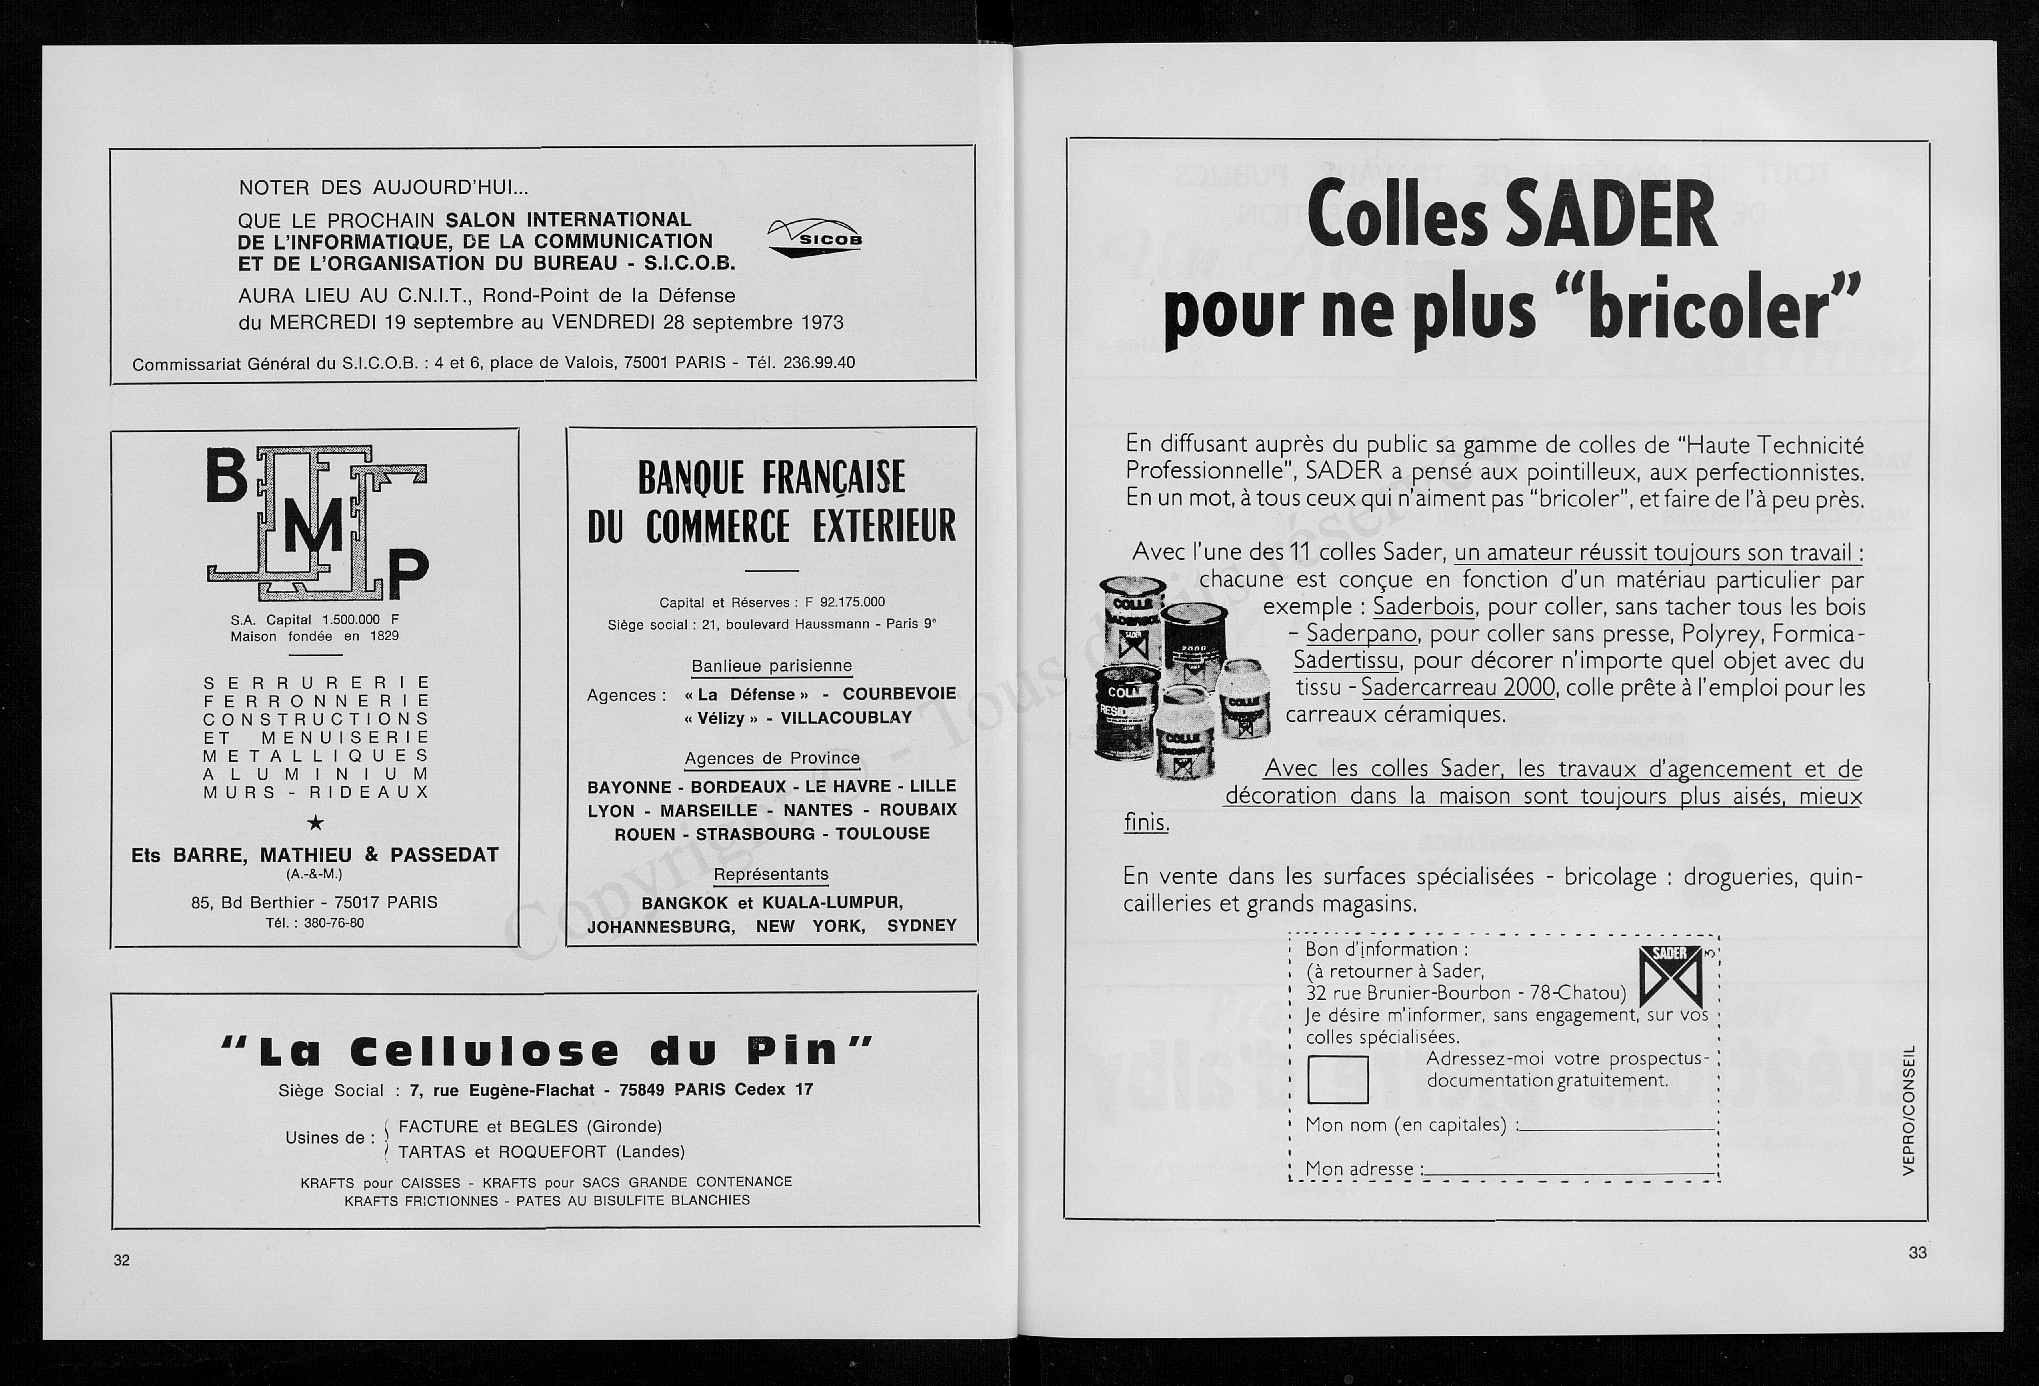 NOTER DES AUJOURD'HUI...
QUE LE PROCHAIN SALON INTERNATIONAL
DE L'INFORMATIQUE, DE LA COMMUNICATION
ET DE L'ORGANISATION DU BUREAU - S.I.C.O.B.
SICOB
AURA LIEU AU C.N.I.T., Rond-Point de la Défense
du MERCREDI 19 septembre au VENDREDI 28 septembre 1973
Commissariat Général du S.I.C.O.B. : 4 et 6, place de Valois, 75001 PARIS - Tél. 236.99.40
B
M
P
S.A. Capital 1.500.000 F
Maison fondée en 1829
SERRURERIE
FERRONNERIE
CONSTRUCTIONS
ET MENUISERIE
METALLIQUES
ALUMINIUM
MURS - RIDEAUX
★
Ets BARRE, MATHIEU & PASSEDAT
(A.-&-M.)
85, Bd Berthier - 75017 PARIS
Tél. : 380-76-80
BANQUE FRANÇAISE
DU COMMERCE EXTERIEUR
Capital et Réserves : F 92.175.000
Siège social : 21, boulevard Haussmann - Paris 9e
Banlieue parisienne
Agences : « La Défense » - COURBEVOIE
« Vélizy » - VILLACOUBLAY
Agences de Province
BAYONNE - BORDEAUX - LE HAVRE - LILLE
LYON - MARSEILLE - NANTES - ROUBAIX
ROUEN - STRASBOURG - TOULOUSE
Représentants
BANGKOK et KUALA-LUMPUR,
JOHANNESBURG, NEW YORK, SYDNEY
"La Cellulose du Pin"
Siège Social : 7, rue Eugène-Flachat - 75849 PARIS Cedex 17
Usines de :
FACTURE et BEGLES (Gironde)
TARTAS et ROQUEFORT (Landes)
KRAFTS pour CAISSES - KRAFTS pour SACS GRANDE CONTENANCE
KRAFTS FRICTIONNES - PATES AU BISULFITE BLANCHIES
32
Colles SADER
pour ne plus "bricoler"
En diffusant auprès du public sa gamme de colles de "Haute Technicité
Professionnelle", SADER a pensé aux pointilleux, aux perfectionnistes.
En un mot, à tous ceux qui n'aiment pas "bricoler", et faire de l'à peu près.
Avec l'une des 11 colles Sader, un amateur réussit toujours son travail :
chacune est conçue en fonction d'un matériau particulier par
exemple : Saderbois, pour coller, sans tacher tous les bois
- Saderpano, pour coller sans presse, Polyrey, Formica-
Sadertissu, pour décorer n'importe quel objet avec du
tissu - Sadercarreau 2000, colle prête à l'emploi pour les
carreaux céramiques.
COLLE
SADER
2000
COLLE
COLLE
COLLE
Avec les colles Sader, les travaux d'agencement et de
décoration dans la maison sont toujours plus aisés, mieux
finis.
En vente dans les surfaces spécialisées - bricolage : drogueries, quin-
cailleries et grands magasins.
Bon d'information :
(à retourner à Sader,
32 rue Brunier-Bourbon - 78-Chatou)
SADER
3
Je désire m'informer, sans engagement, sur vos
colles spécialisées.
Adressez-moi votre prospectus-
documentation gratuitement.
Mon nom (en capitales) :
Mon adresse :
VEPRO/CONSEIL
33
Copyright © - Tous droits réservés